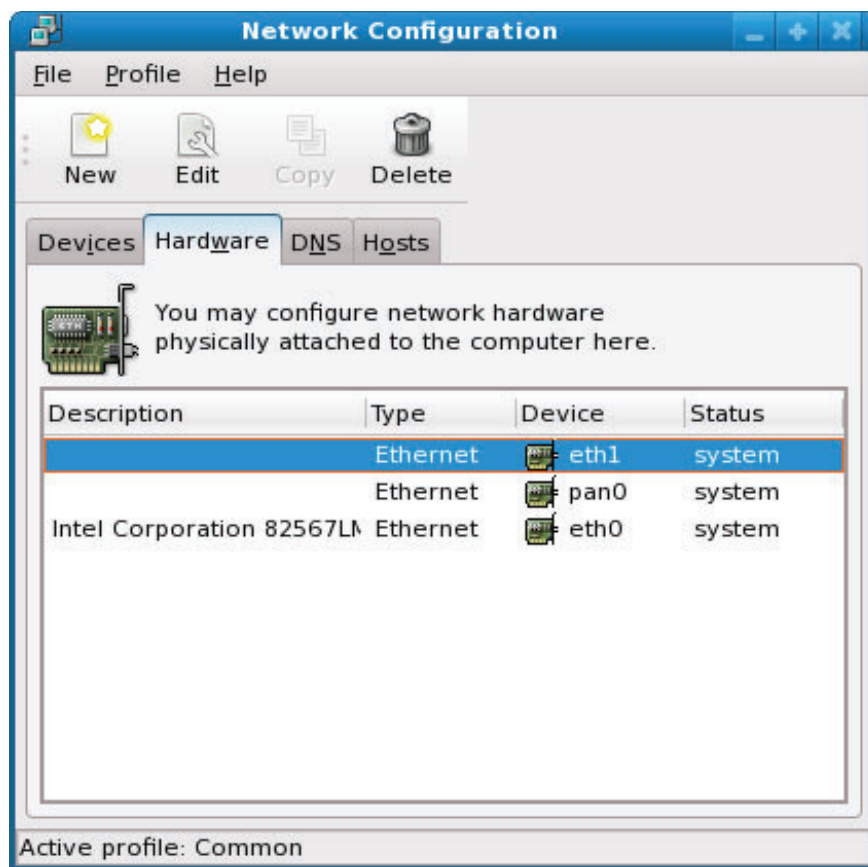 Network Configuration
File Profile Help
New Edit Copy Delete
Devices Hardware DNS Hosts
ETH
You may configure network hardware
physically attached to the computer here.
Description Type Device Status
Ethernet eth1 system
Ethernet pan0 system
Intel Corporation 82567LM Ethernet eth0 system
Active profile: Common